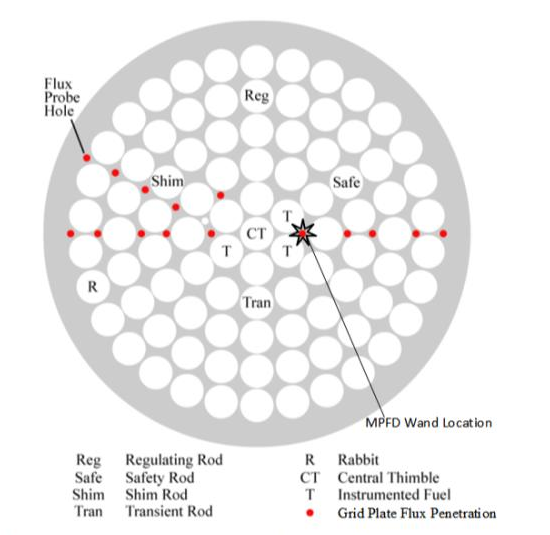 Flux
Probe
Hole
Reg
Shim
Safe
T
CT
T
T
R
Tran
MPFD Wand Location
Reg Regulating Rod
Safe Safety Rod
Shim Shim Rod
Tran Transient Rod
R Rabbit
CT Central Thimble
T Instrumented Fuel
Grid Plate Flux Penetration